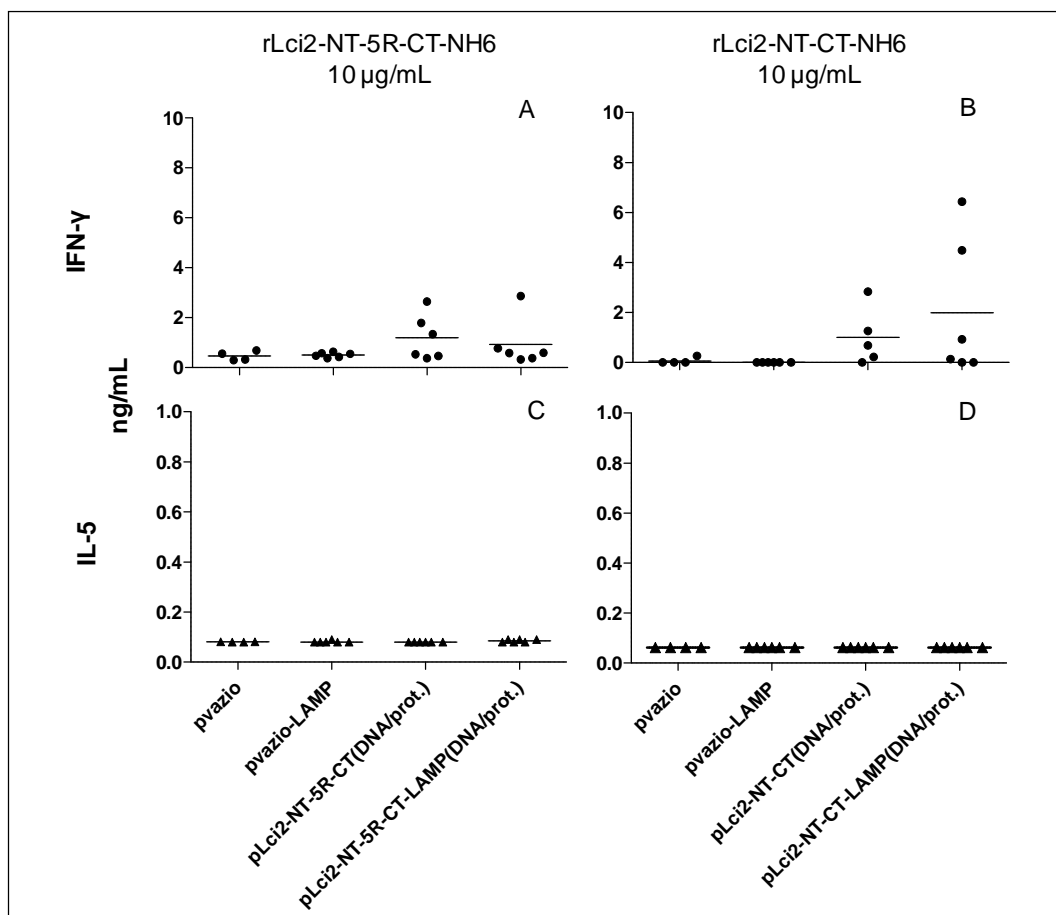 rLci2-NT-5R-CT-NH6
10 µg/mL
rLci2-NT-CT-NH6
10 µg/mL
A
10
8
6
4
2
0
B
10
8
6
4
2
0
IFN-γ
ng/mL
IL-5
C
1.0
0.8
0.6
0.4
0.2
0.0
D
1.0
0.8
0.6
0.4
0.2
0.0
pvazio
pvazio-LAMP
pLci2-NT-5R-CT(DNA/prot.)
pLci2-NT-5R-CT-LAMP(DNA/prot.)
pvazio
pvazio-LAMP
pLci2-NT-CT(DNA/prot.)
pLci2-NT-CT-LAMP(DNA/prot.)